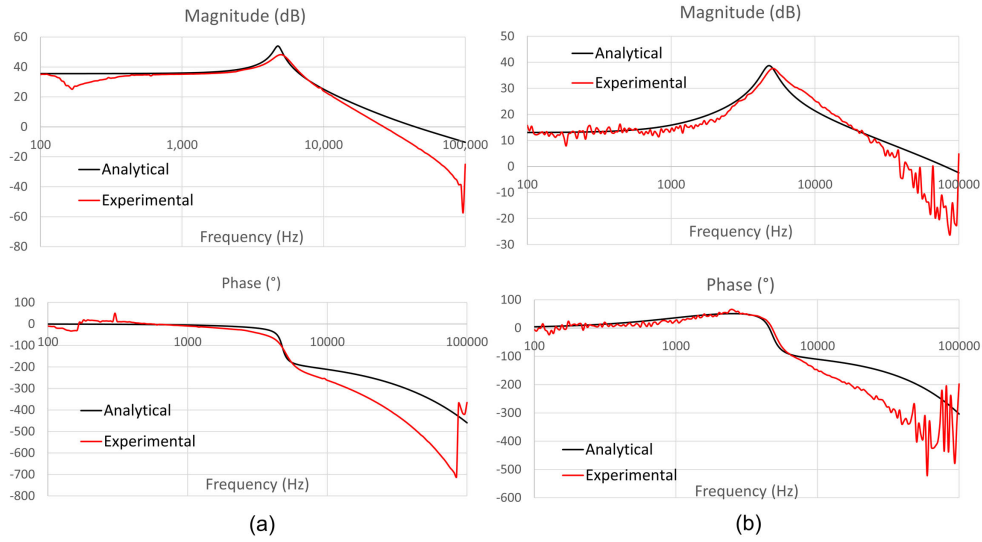 Magnitude (dB)
60
40
20
0
-20
-40
-60
-80
100
1,000
10,000
100,000
Analytical
Experimental
Frequency (Hz)
Magnitude (dB)
50
40
30
20
10
0
-10
-20
-30
100
1000
10000
100000
Analytical
Experimental
Frequency (Hz)
Phase (°)
100
0
-100
-200
-300
-400
-500
-600
-700
-800
100
1000
10000
100000
Analytical
Experimental
Frequency (Hz)
Phase (°)
100
0
-100
-200
-300
-400
-500
-600
100
1000
10000
100000
Analytical
Experimental
Frequency (Hz)
(a)
(b)